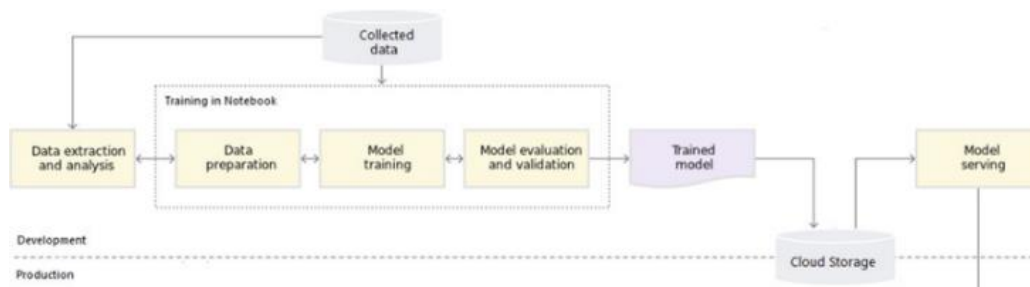 Collected
data
Training in Notebook
Data extraction
and analysis
Data
preparation
Model
training
Model evaluation
and validation
Trained
model
Model
serving
Development
Cloud Storage
Production